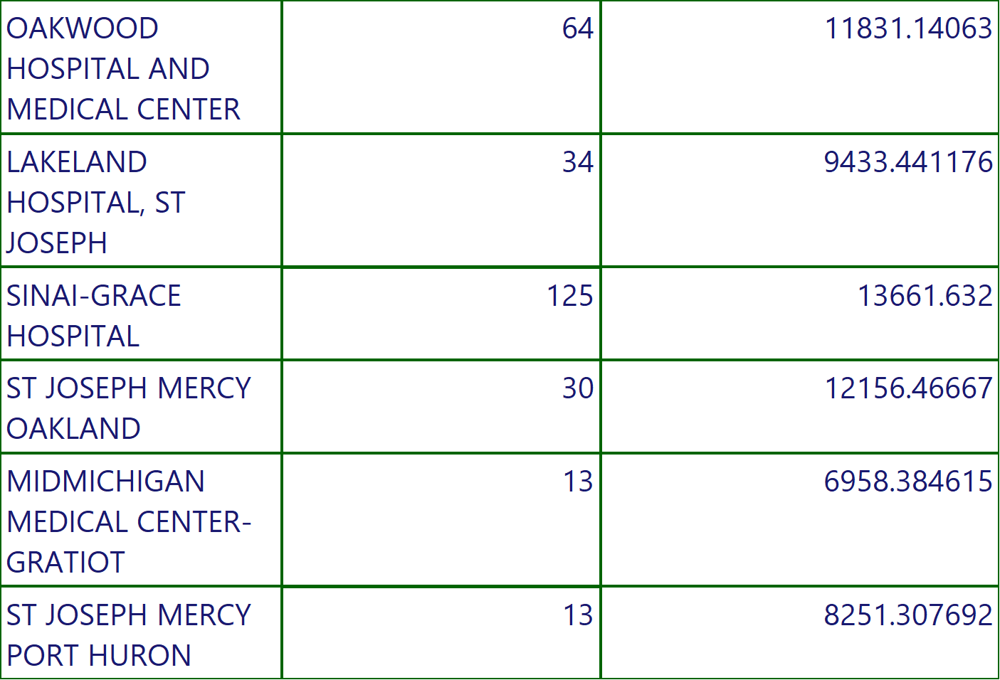 OAKWOOD 64 11831.14063
HOSPITAL AND
MEDICAL CENTER
LAKELAND 34 9433.441176
HOSPITAL, ST
JOSEPH
SINAI-GRACE 125 13661.632
HOSPITAL
ST JOSEPH MERCY 30 12156.46667
OAKLAND
MIDMICHIGAN 13 6958.384615
MEDICAL CENTER-
GRATIOT
ST JOSEPH MERCY 13 8251.307692
PORT HURON